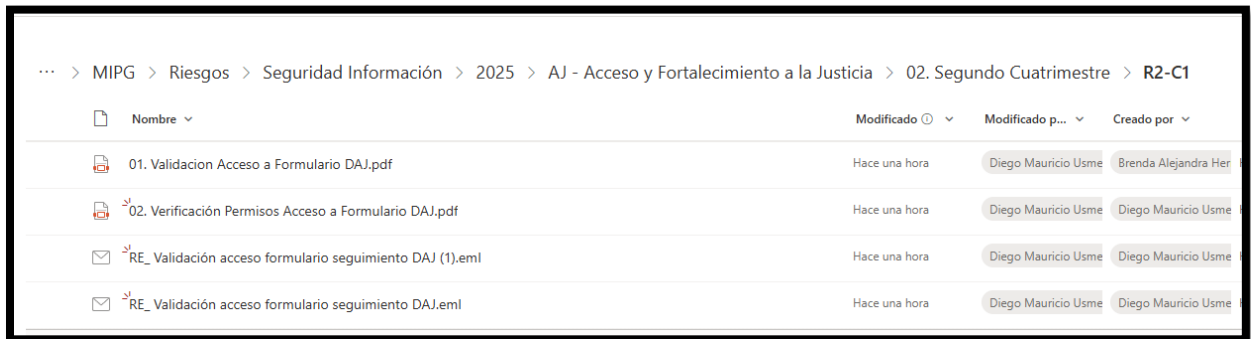 ··· > MIPG > Riesgos > Seguridad Información > 2025 > AJ - Acceso y Fortalecimiento a la Justicia > 02. Segundo Cuatrimestre > R2-C1
Nombre Modificado Modificado p... Creado por
01. Validacion Acceso a Formulario DAJ.pdf Hace una hora Diego Mauricio Usme Brenda Alejandra Her
02. Verificación Permisos Acceso a Formulario DAJ.pdf Hace una hora Diego Mauricio Usme Diego Mauricio Usme
RE_ Validación acceso formulario seguimiento DAJ (1).eml Hace una hora Diego Mauricio Usme Diego Mauricio Usme
RE_ Validación acceso formulario seguimiento DAJ.eml Hace una hora Diego Mauricio Usme Diego Mauricio Usme